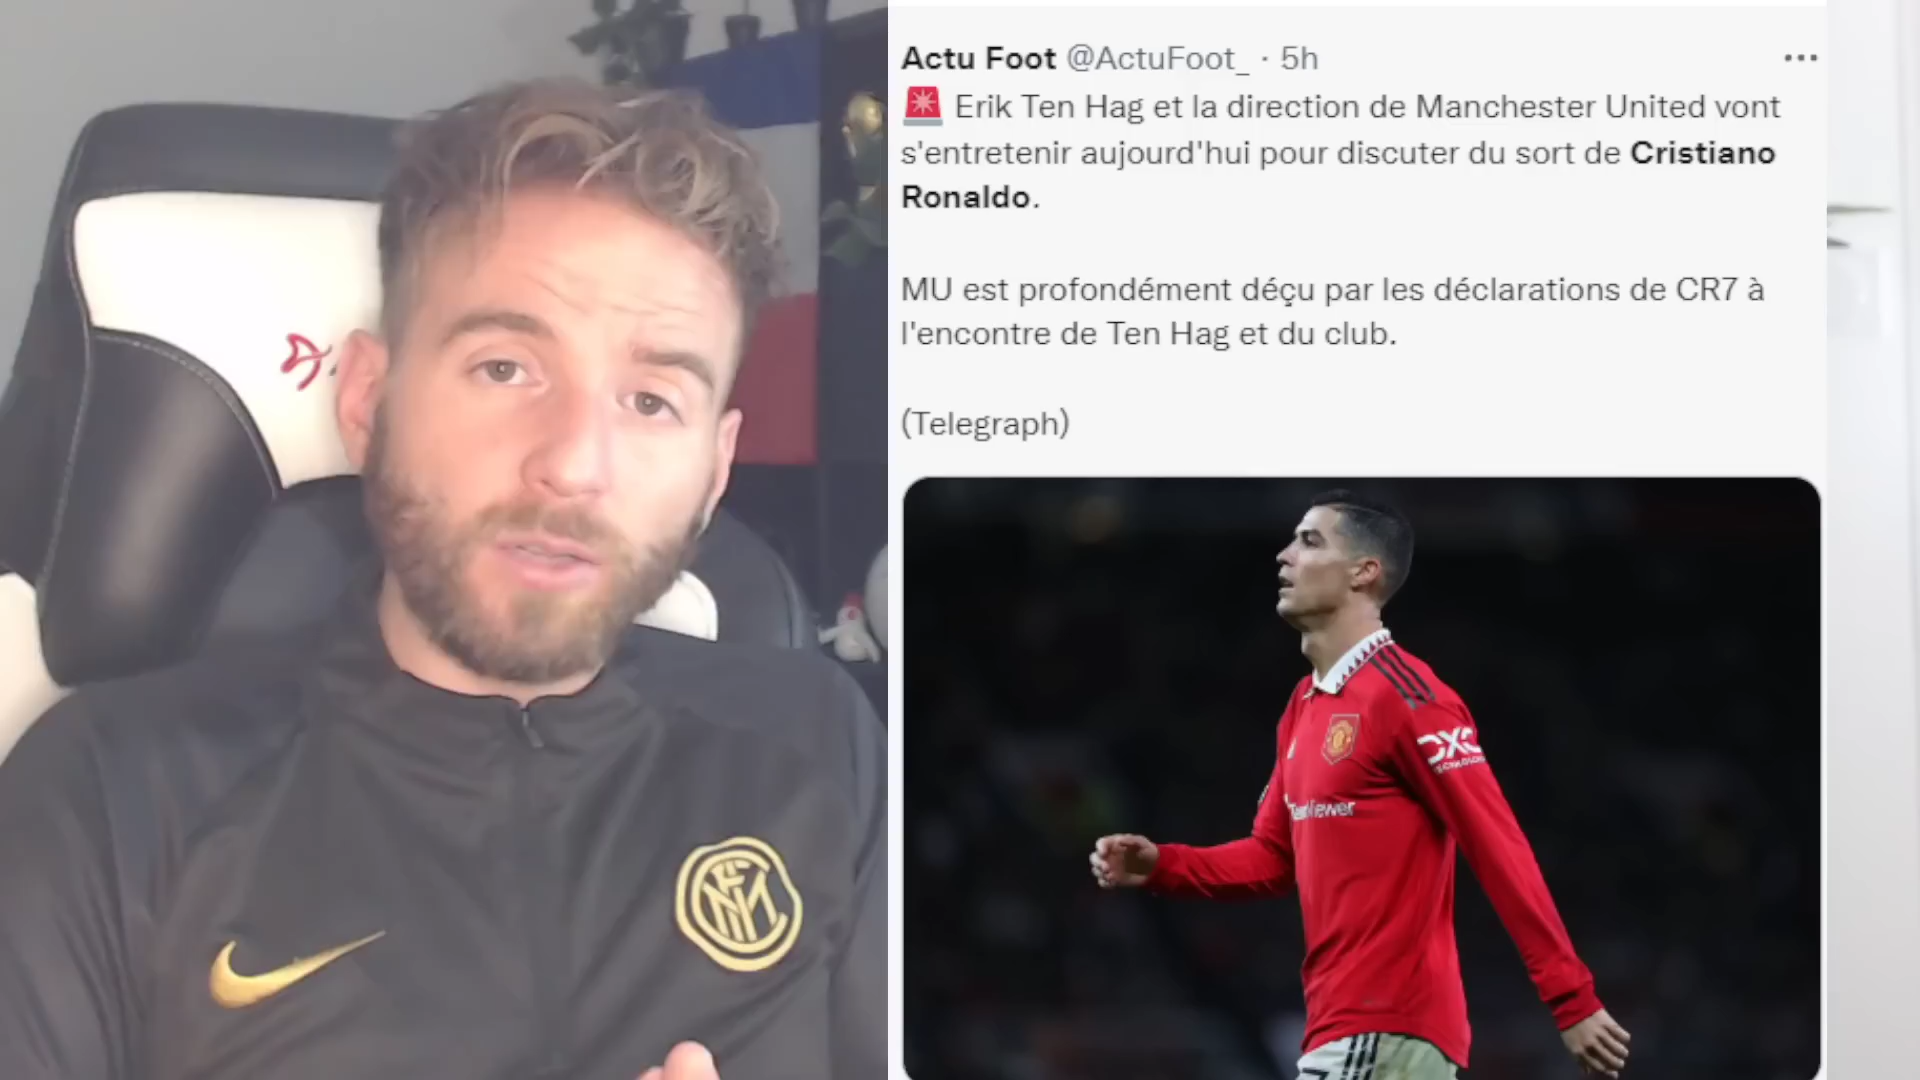 Actu Foot @ActuFoot_ · 5h
🚨 Erik Ten Hag et la direction de Manchester United vont
s'entretenir aujourd'hui pour discuter du sort de Cristiano
Ronaldo.
MU est profondément déçu par les déclarations de CR7 à
l'encontre de Ten Hag et du club.
(Telegraph)
DXC
TECHNOLOGY
TeamViewer